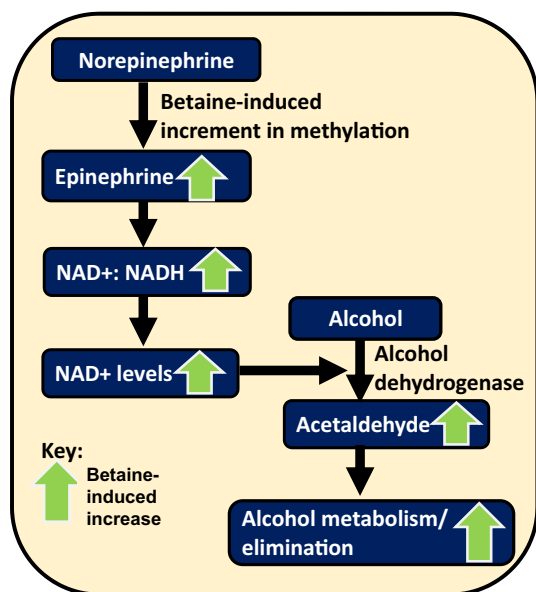 Norepinephrine
Betaine-induced
increment in methylation
Epinephrine
NAD+: NADH
NAD+ levels
Alcohol
Alcohol
dehydrogenase
Acetaldehyde
Alcohol metabolism/
elimination
Key:
Betaine-
induced
increase